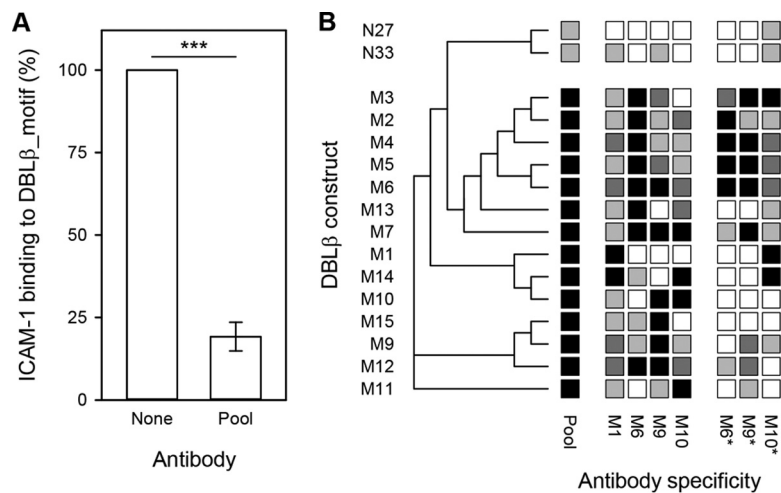 A
ICAM-1 binding to DBLβ_motif (%)
100
75
50
25
0
***
None
Pool
Antibody
B
DBLβ construct
N27
N33
M3
M2
M4
M5
M6
M13
M7
M1
M14
M10
M15
M9
M12
M11
Pool
M1
M6
M9
M10
M6*
M9*
M10*
Antibody specificity